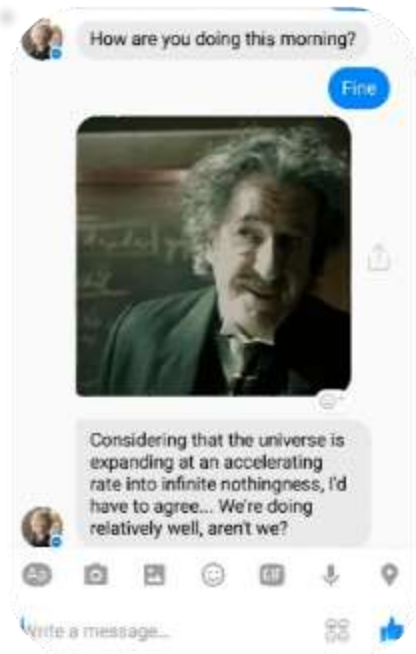 How are you doing this morning?
Fine
Considering that the universe is
expanding at an accelerating
rate into infinite nothingness, I'd
have to agree... We're doing
relatively well, aren't we?
GIF
Write a message...